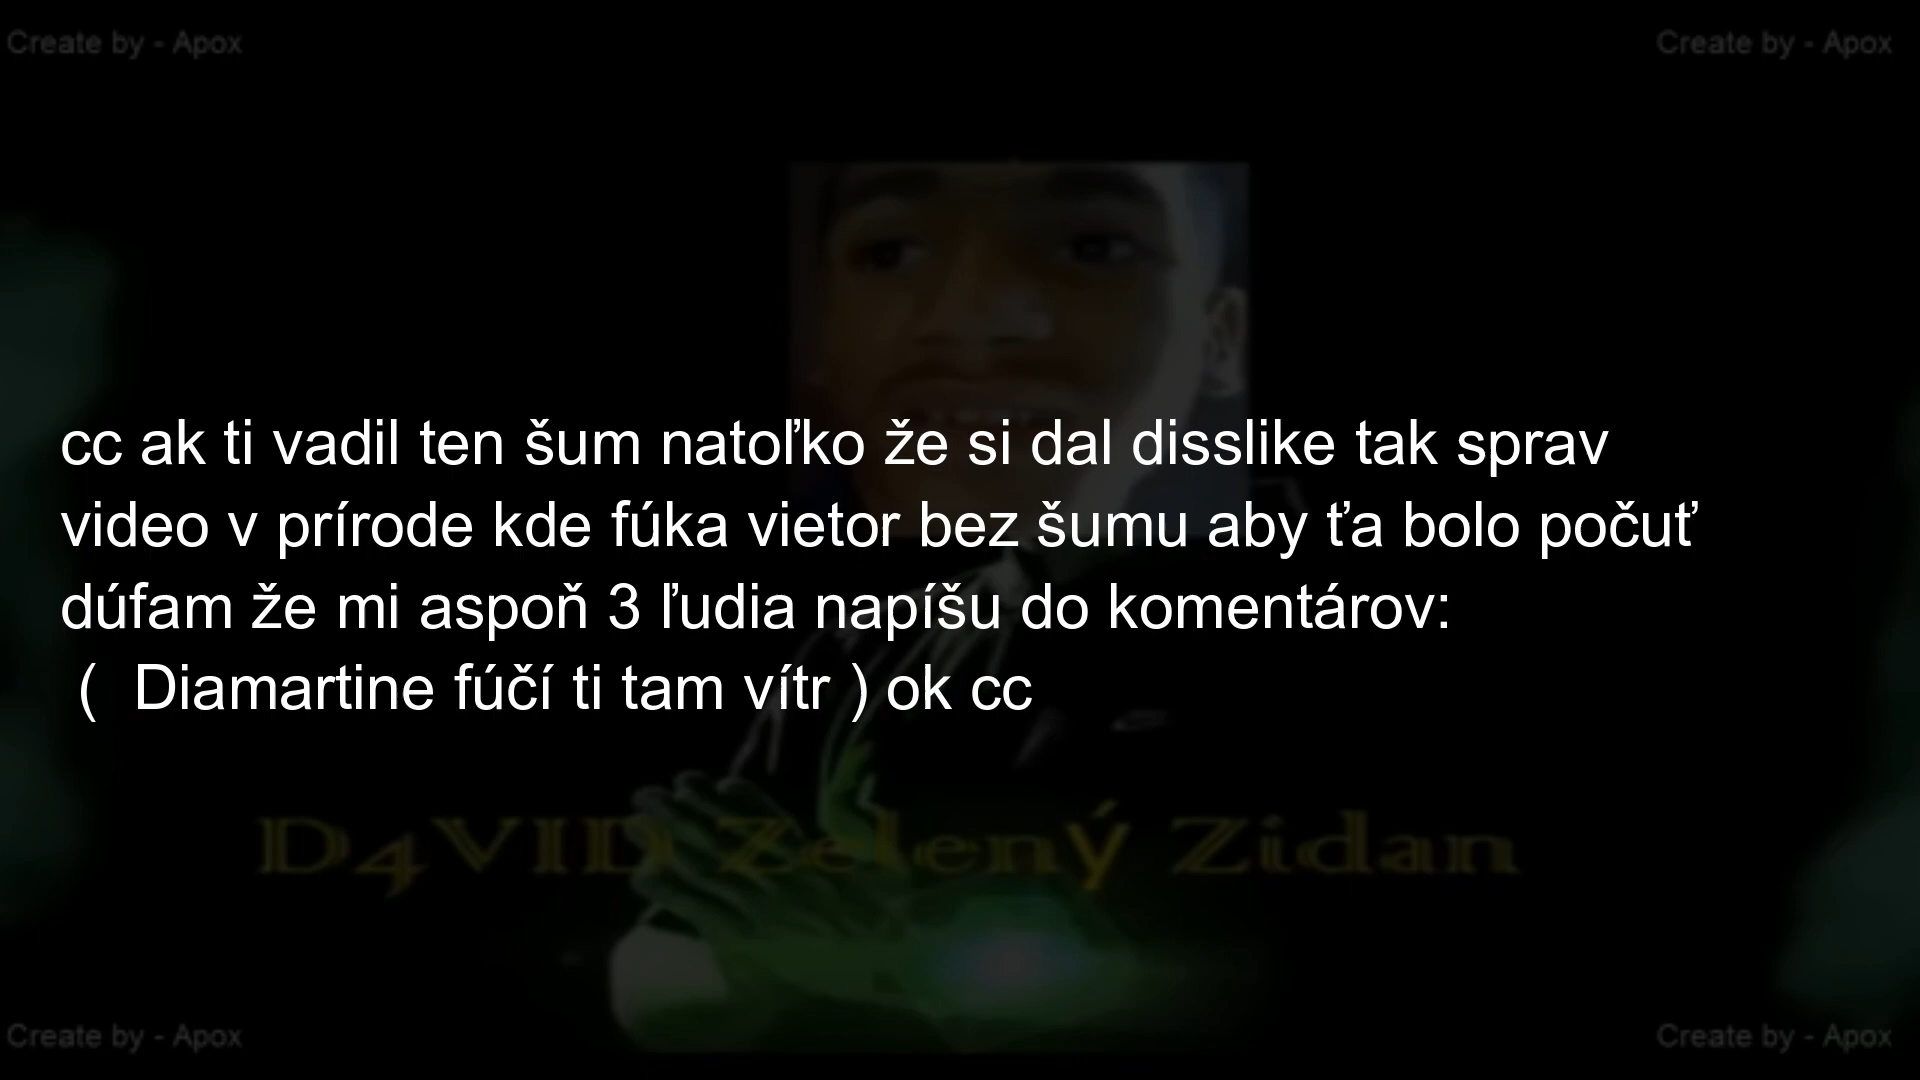 Create by - Apox
Create by - Apox
cc ak ti vadil ten šum natoľko že si dal disslike tak sprav
video v prírode kde fúka vietor bez šumu aby ťa bolo počuť
dúfam že mi aspoň 3 ľudia napíšu do komentárov:
( Diamartine fúčí ti tam vítr ) ok cc
D4VID Zelený Zidan
Create by - Apox
Create by - Apox